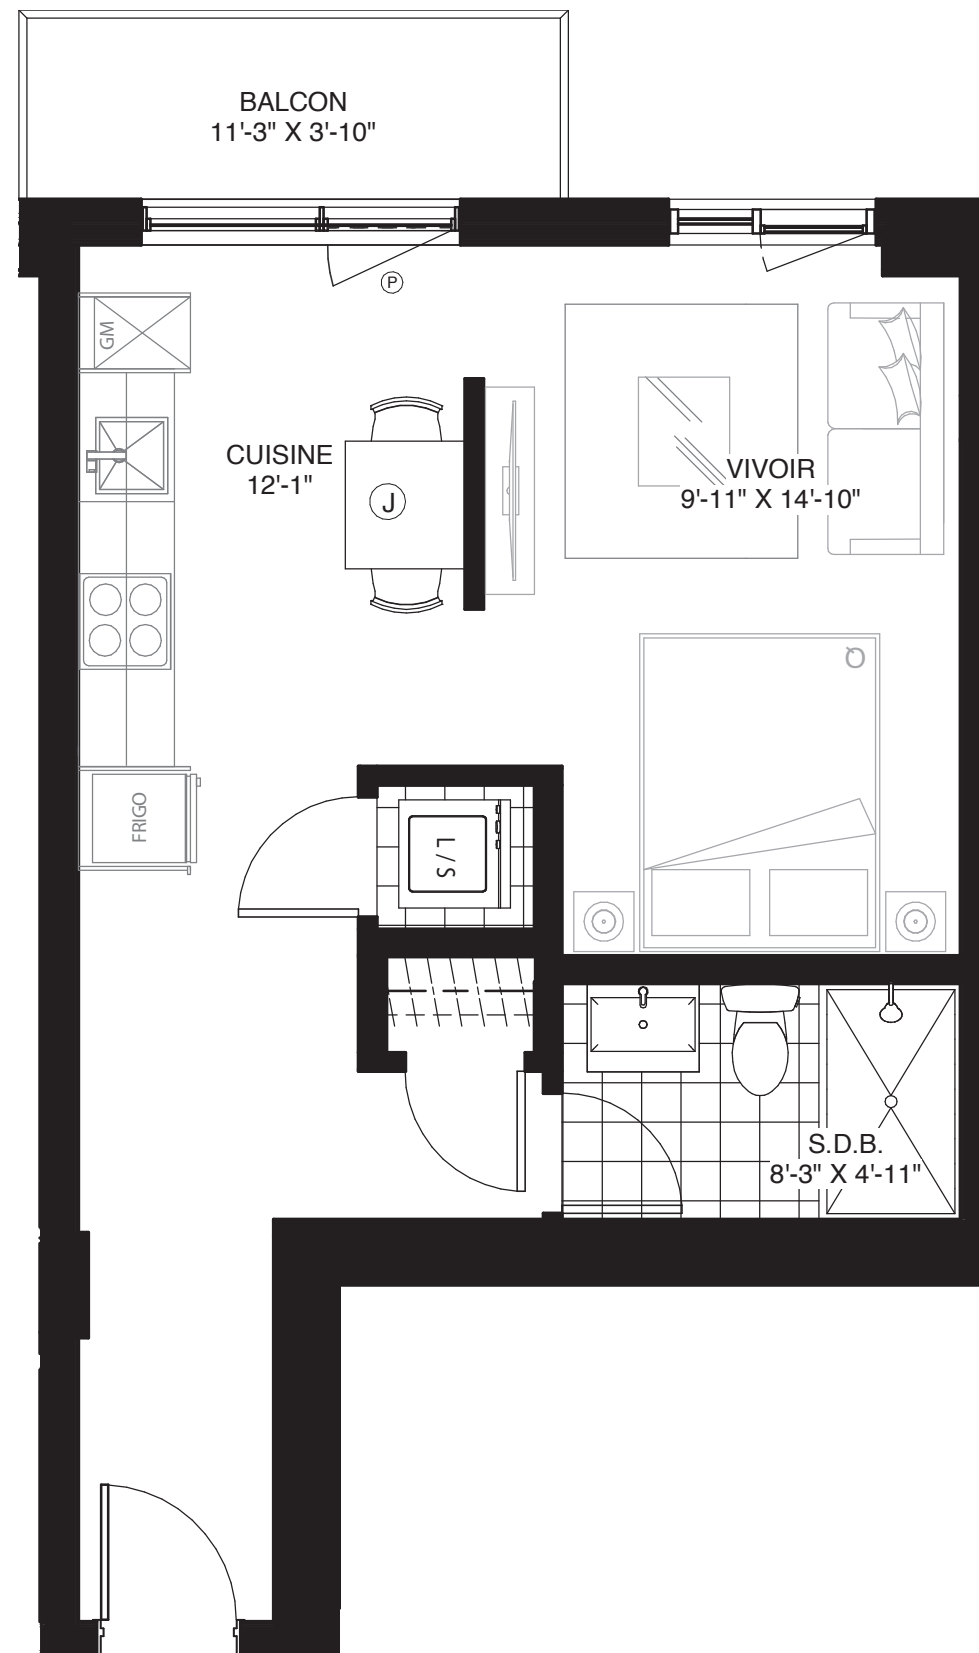 BALCON
11'-3" X 3'-10"
P
GM
CUISINE
12'-1"
J
VIVOIR
9'-11" X 14'-10"
Q
FRIGO
L / S
S.D.B.
8'-3" X 4'-11"